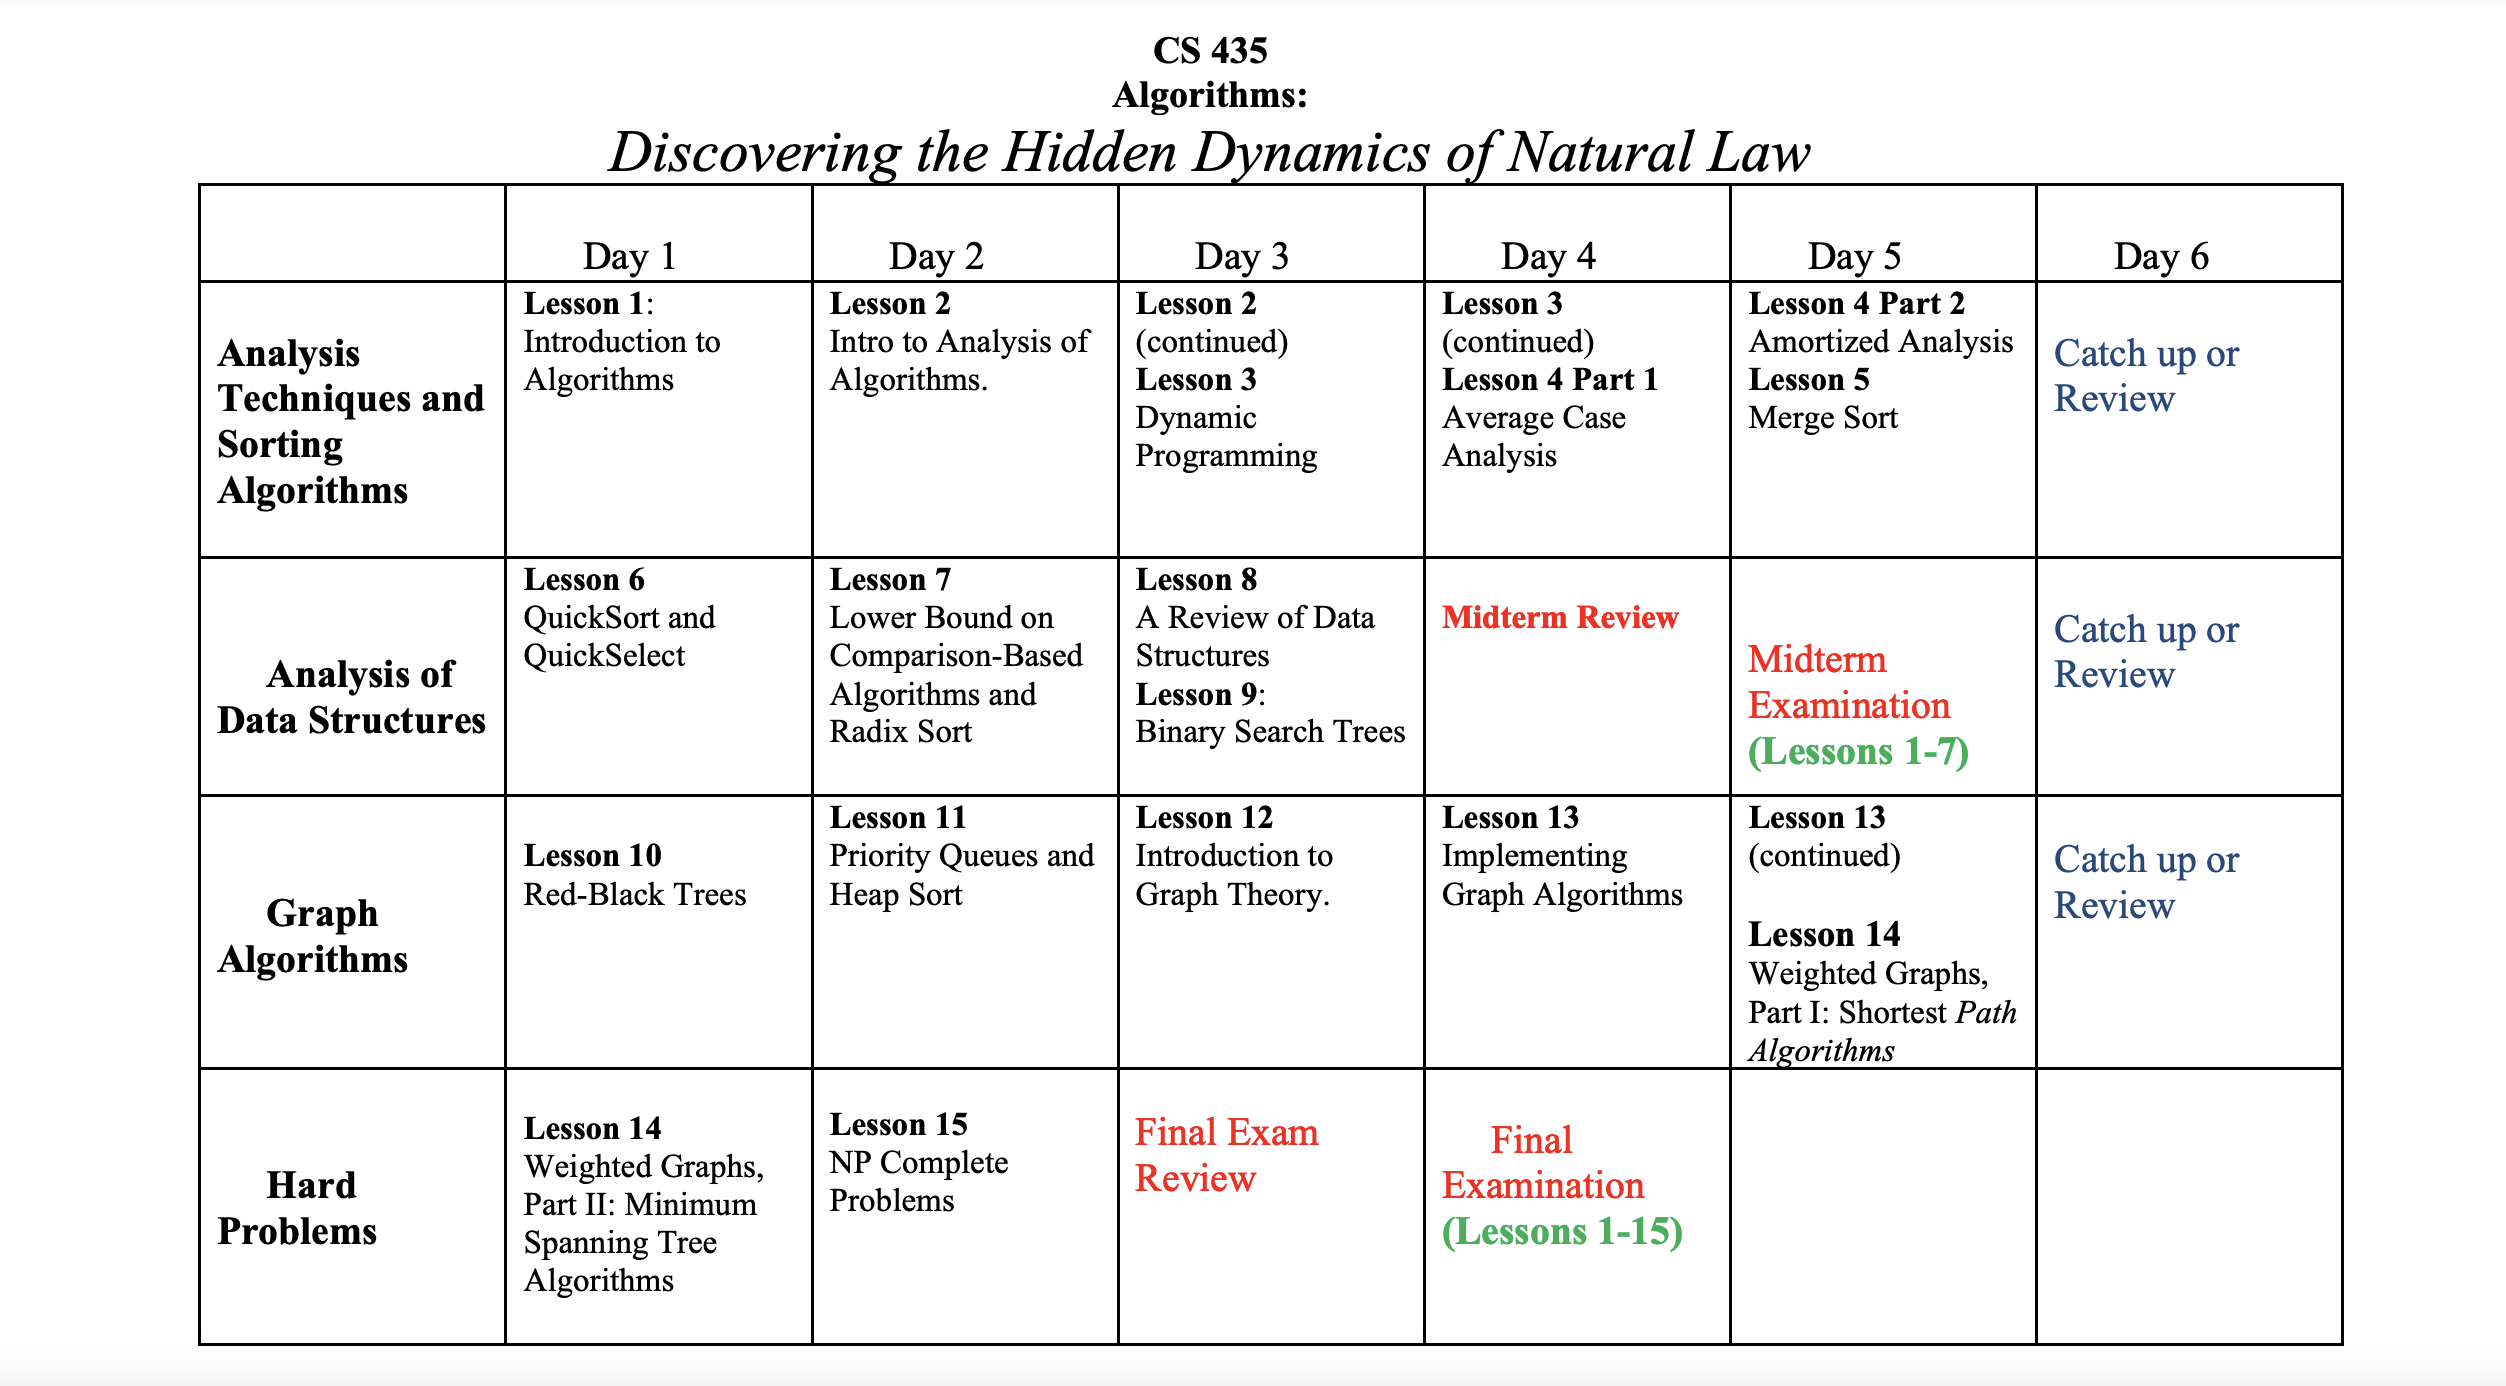 CS 435
Algorithms:
Discovering the Hidden Dynamics of Natural Law
Day 1
Day 2
Day 3
Day 4
Day 5
Day 6
Analysis
Techniques and
Sorting
Algorithms
Lesson 1:
Introduction to
Algorithms
Lesson 2
Intro to Analysis of
Algorithms.
Lesson 2
(continued)
Lesson 3
Dynamic
Programming
Lesson 3
(continued)
Lesson 4 Part 1
Average Case
Analysis
Lesson 4 Part 2
Amortized Analysis
Lesson 5
Merge Sort
Catch up or
Review
Analysis of
Data Structures
Lesson 6
QuickSort and
QuickSelect
Lesson 7
Lower Bound on
Comparison-Based
Algorithms and
Radix Sort
Lesson 8
A Review of Data
Structures
Lesson 9:
Binary Search Trees
Midterm Review
Midterm
Examination
(Lessons 1-7)
Catch up or
Review
Graph
Algorithms
Lesson 10
Red-Black Trees
Lesson 11
Priority Queues and
Heap Sort
Lesson 12
Introduction to
Graph Theory.
Lesson 13
Implementing
Graph Algorithms
Lesson 13
(continued)
Lesson 14
Weighted Graphs,
Part I: Shortest Path
Algorithms
Catch up or
Review
Hard
Problems
Lesson 14
Weighted Graphs,
Part II: Minimum
Spanning Tree
Algorithms
Lesson 15
NP Complete
Problems
Final Exam
Review
Final
Examination
(Lessons 1-15)